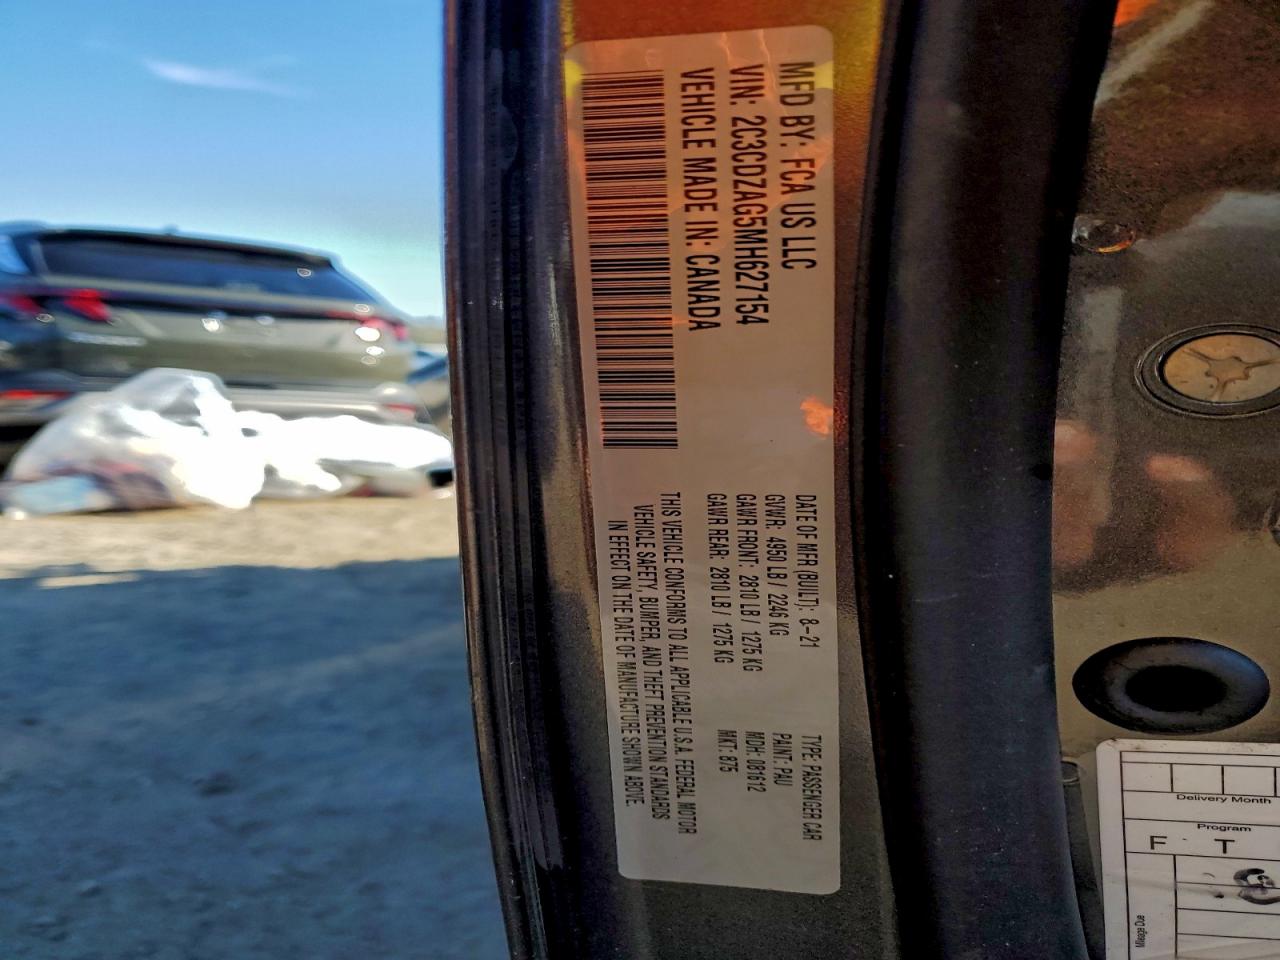 MFD BY: FCA US LLC
VIN: 2C3CDZAG5MH627154
VEHICLE MADE IN: CANADA
DATE OF MFR (BUILT): 8-21
GVWR: 4950 LB / 2246 KG
GAWR FRONT: 2810 LB / 1275 KG
GAWR REAR: 2810 LB / 1275 KG
TYPE: PASSENGER CAR
PAINT: PAU
MDH: 081612
MKT: 875
THIS VEHICLE CONFORMS TO ALL APPLICABLE U.S.A. FEDERAL MOTOR
VEHICLE SAFETY, BUMPER, AND THEFT PREVENTION STANDARDS
IN EFFECT ON THE DATE OF MANUFACTURE SHOWN ABOVE.
Delivery Month
Program
F T
Mileage Due